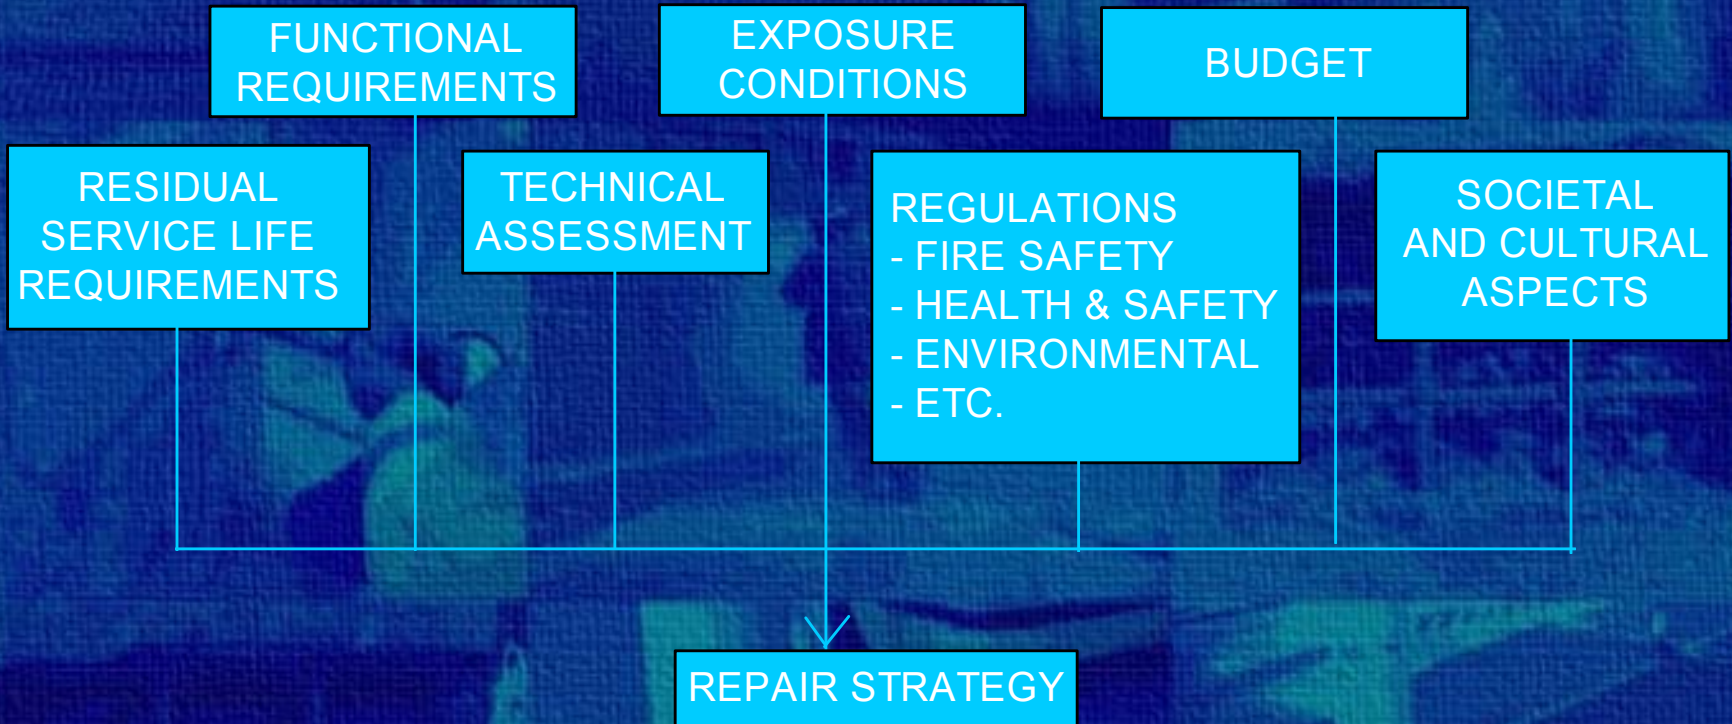 FUNCTIONAL
REQUIREMENTS
EXPOSURE
CONDITIONS
BUDGET
RESIDUAL
SERVICE LIFE
REQUIREMENTS
TECHNICAL
ASSESSMENT
REGULATIONS
- FIRE SAFETY
- HEALTH & SAFETY
- ENVIRONMENTAL
- ETC.
SOCIETAL
AND CULTURAL
ASPECTS
REPAIR STRATEGY